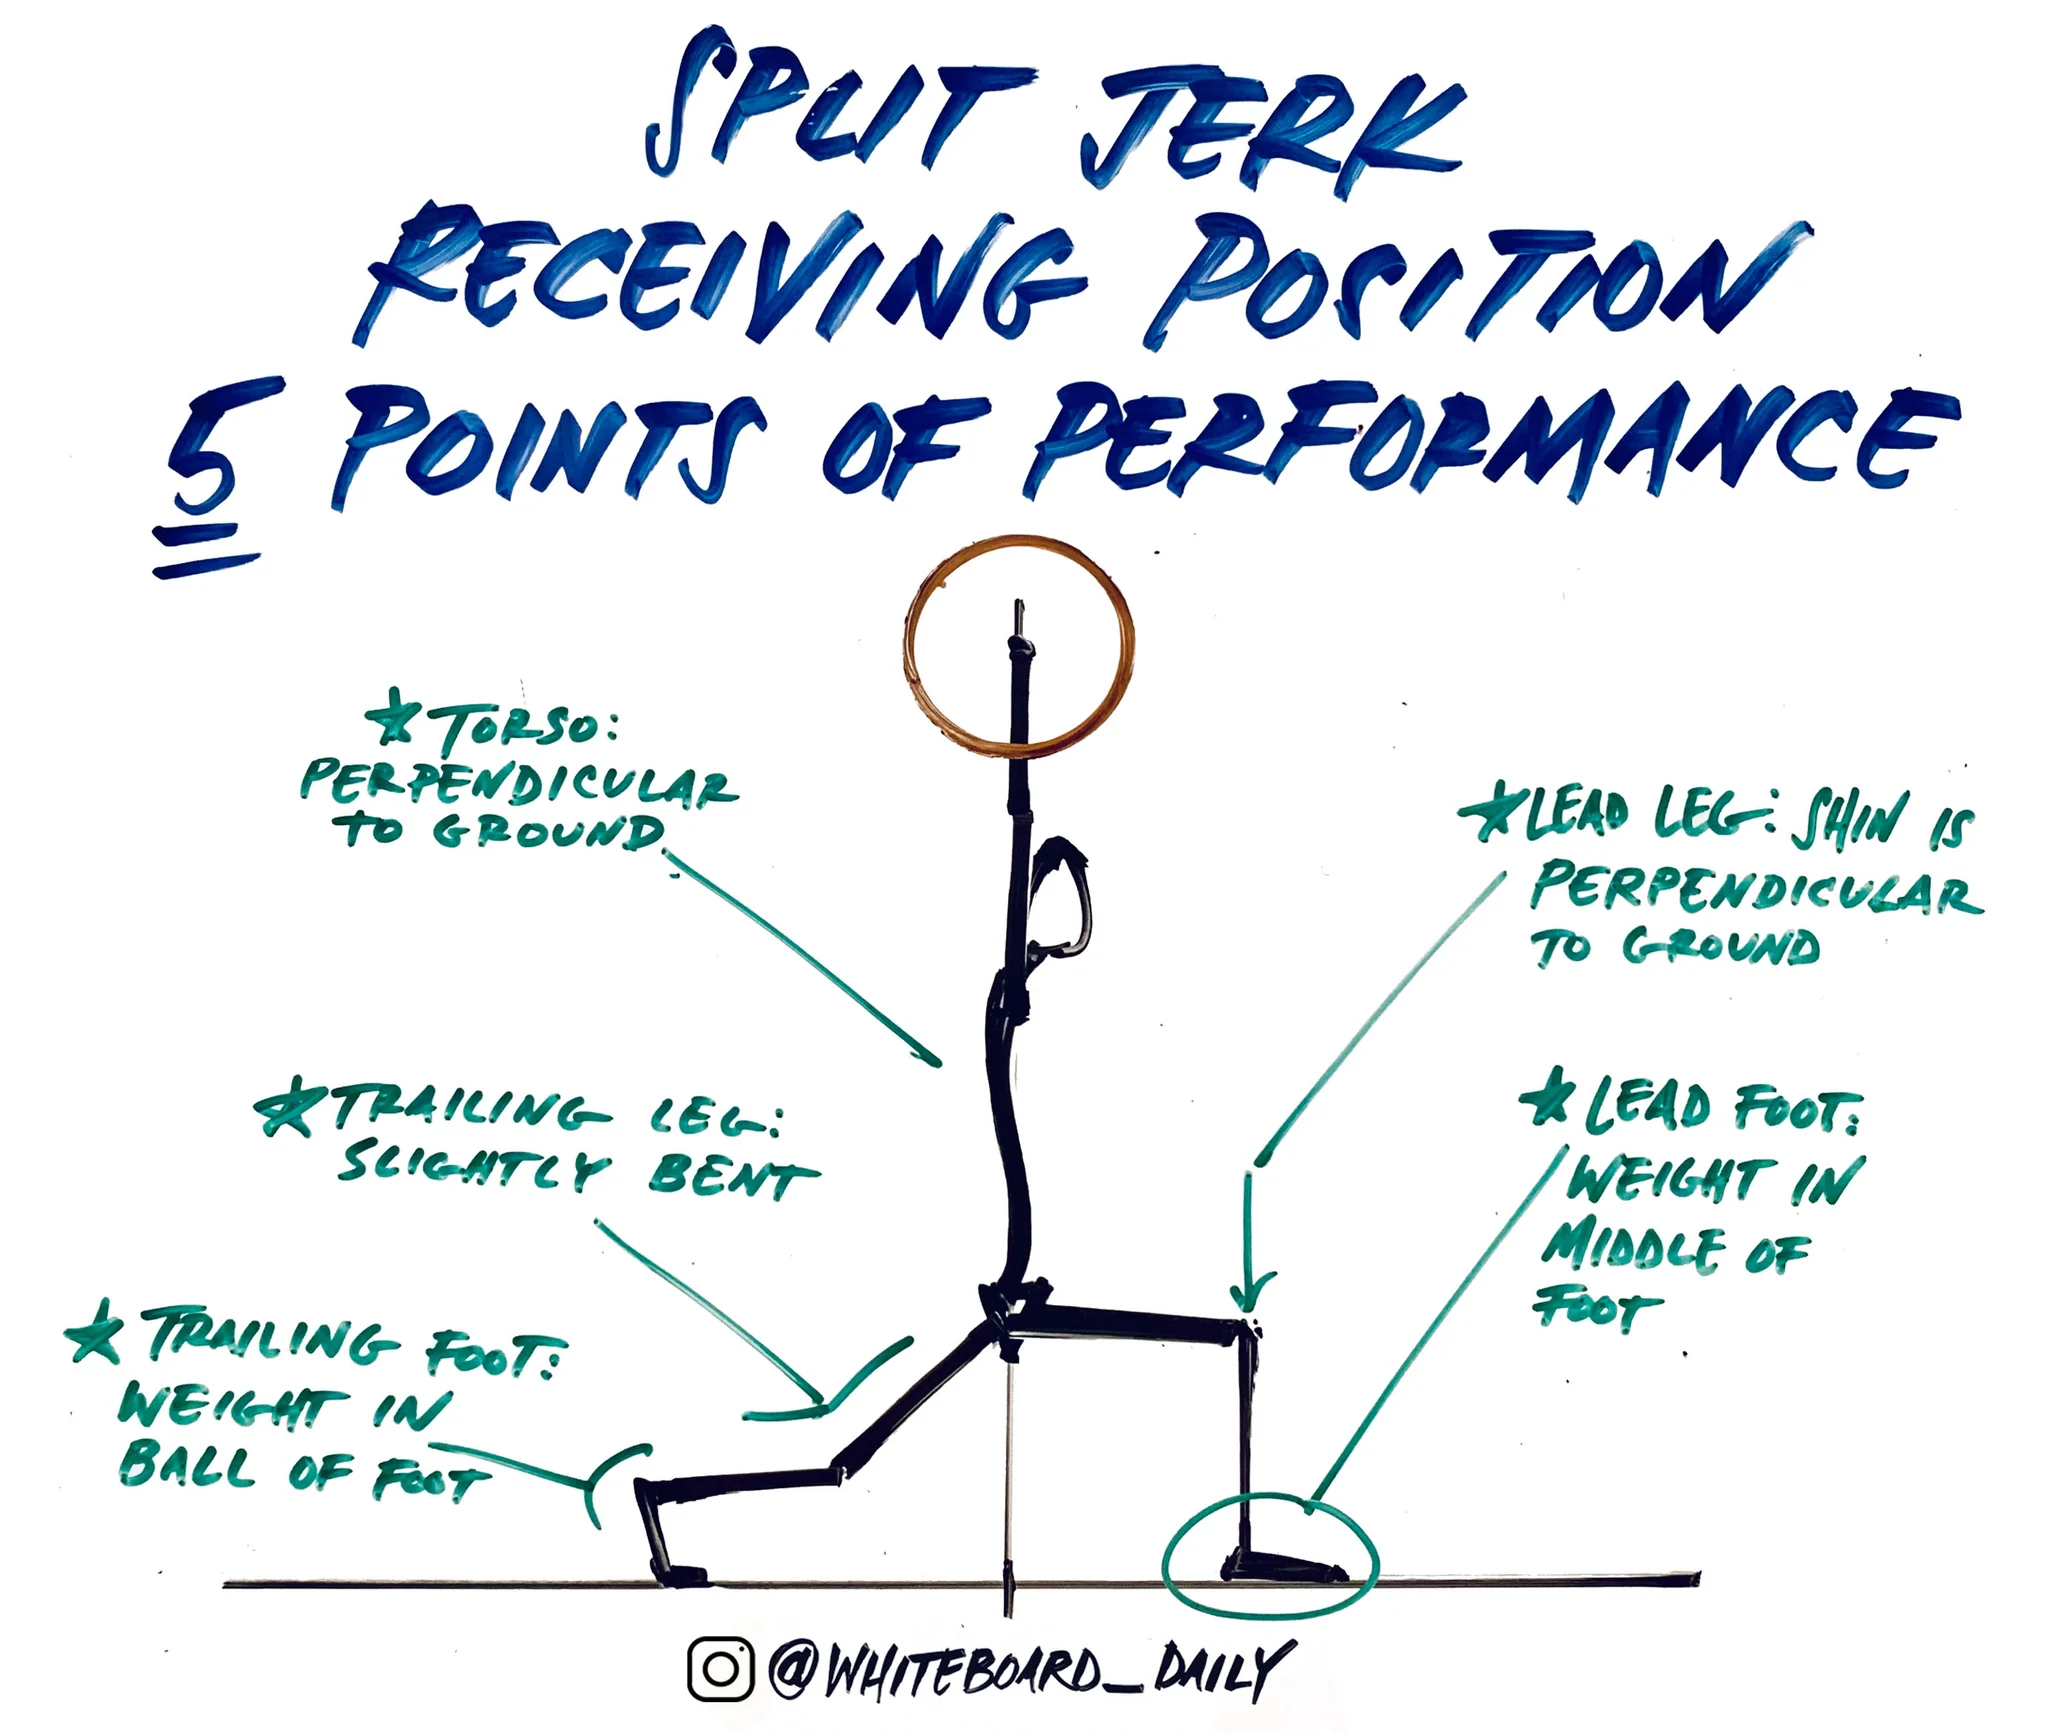 SPLIT JERK
RECEIVING POSITION
5 POINTS OF PERFORMANCE
★ TORSO:
PERPENDICULAR
TO GROUND
★ LEAD LEG: SHIN IS
PERPENDICULAR
TO GROUND
★ TRAILING LEG:
SLIGHTLY BENT
★ LEAD FOOT:
WEIGHT IN
MIDDLE OF
FOOT
★ TRAILING FOOT:
WEIGHT IN
BALL OF FOOT
@WHITEBOARD_DAILY